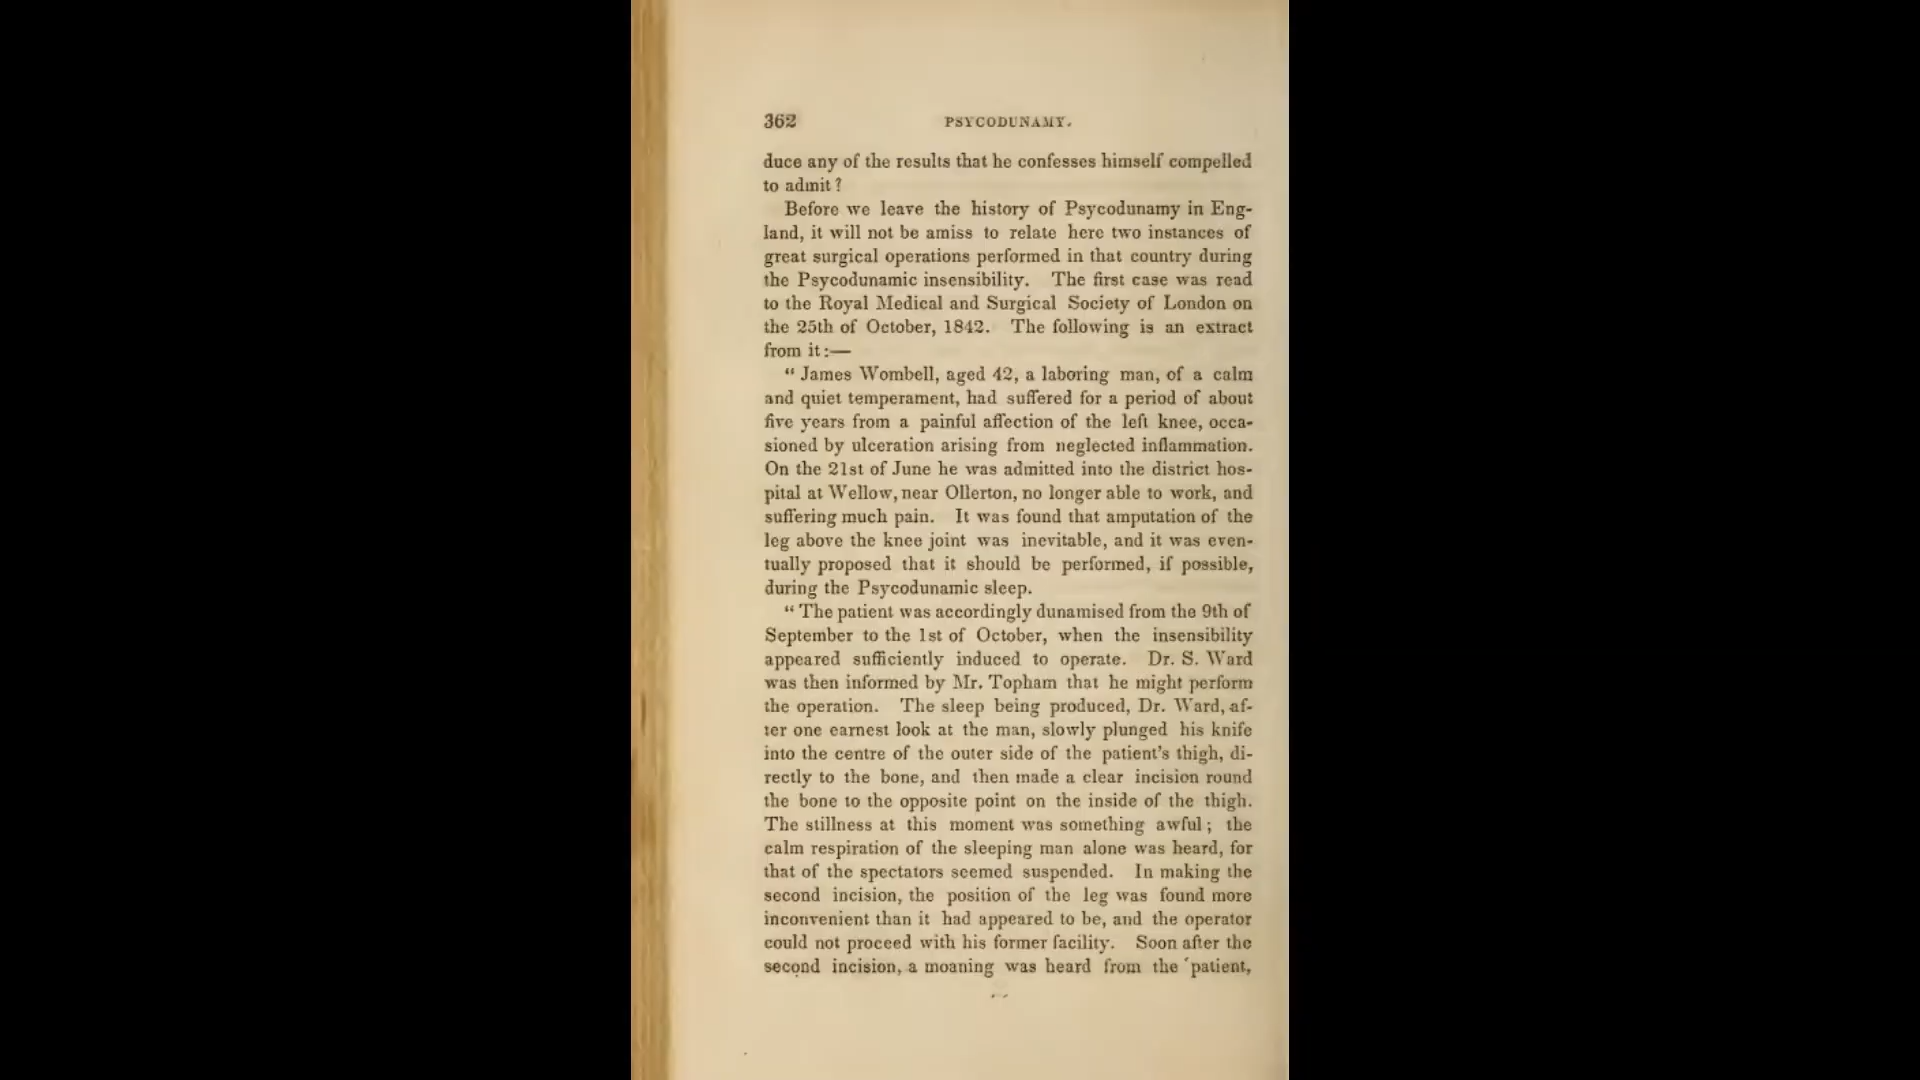 362 PSYCODUNAMY.
duce any of the results that he confesses himself compelled
to admit?
Before we leave the history of Psycodunamy in Eng-
land, it will not be amiss to relate here two instances of
great surgical operations performed in that country during
the Psycodunamic insensibility. The first case was read
to the Royal Medical and Surgical Society of London on
the 25th of October, 1842. The following is an extract
from it:—
“ James Wombell, aged 42, a laboring man, of a calm
and quiet temperament, had suffered for a period of about
five years from a painful affection of the left knee, occa-
sioned by ulceration arising from neglected inflammation.
On the 21st of June he was admitted into the district hos-
pital at Wellow, near Ollerton, no longer able to work, and
suffering much pain. It was found that amputation of the
leg above the knee joint was inevitable, and it was even-
tually proposed that it should be performed, if possible,
during the Psycodunamic sleep.
“ The patient was accordingly dunamised from the 9th of
September to the 1st of October, when the insensibility
appeared sufficiently induced to operate. Dr. S. Ward
was then informed by Mr. Topham that he might perform
the operation. The sleep being produced, Dr. Ward, af-
ter one earnest look at the man, slowly plunged his knife
into the centre of the outer side of the patient's thigh, di-
rectly to the bone, and then made a clear incision round
the bone to the opposite point on the inside of the thigh.
The stillness at this moment was something awful; the
calm respiration of the sleeping man alone was heard, for
that of the spectators seemed suspended. In making the
second incision, the position of the leg was found more
inconvenient than it had appeared to be, and the operator
could not proceed with his former facility. Soon after the
second incision, a moaning was heard from the patient,